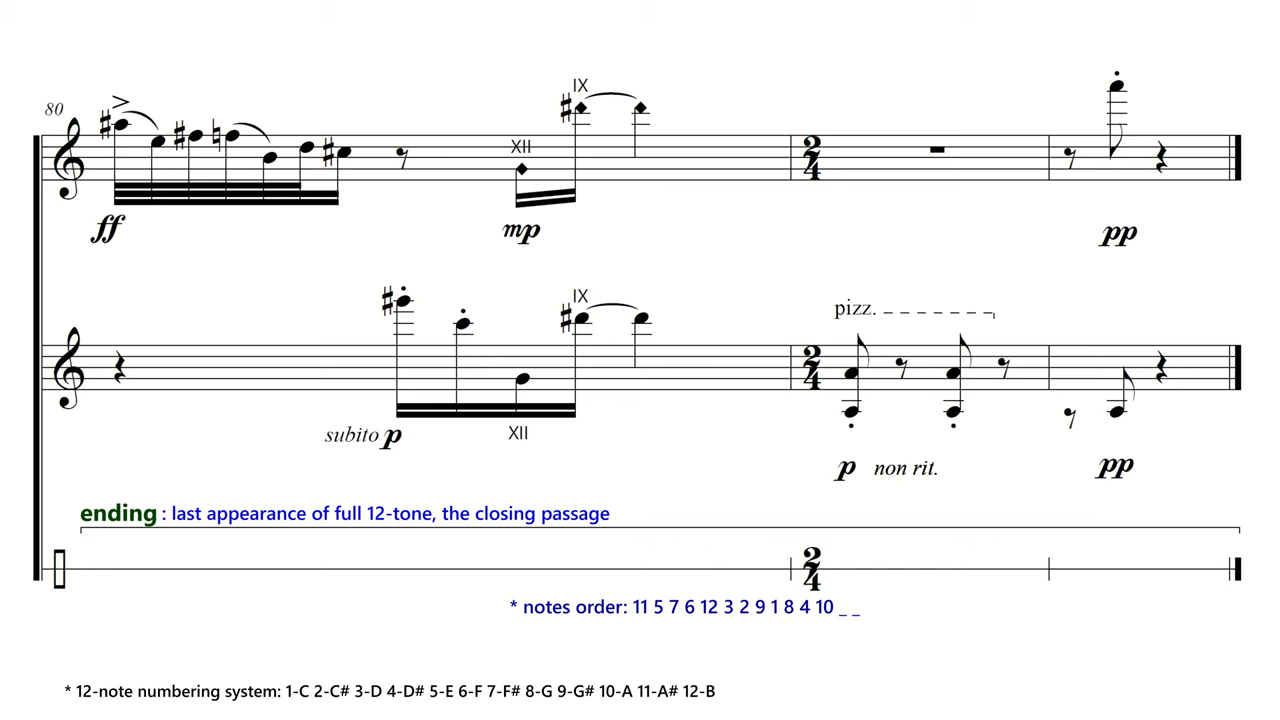 80
IX
XII
ff
mp
2
4
pp
IX
pizz.
2
4
subito p
XII
p non rit.
pp
ending : last appearance of full 12-tone, the closing passage
2
4
* notes order: 11 5 7 6 12 3 2 9 1 8 4 10 _ _
* 12-note numbering system: 1-C 2-C# 3-D 4-D# 5-E 6-F 7-F# 8-G 9-G# 10-A 11-A# 12-B